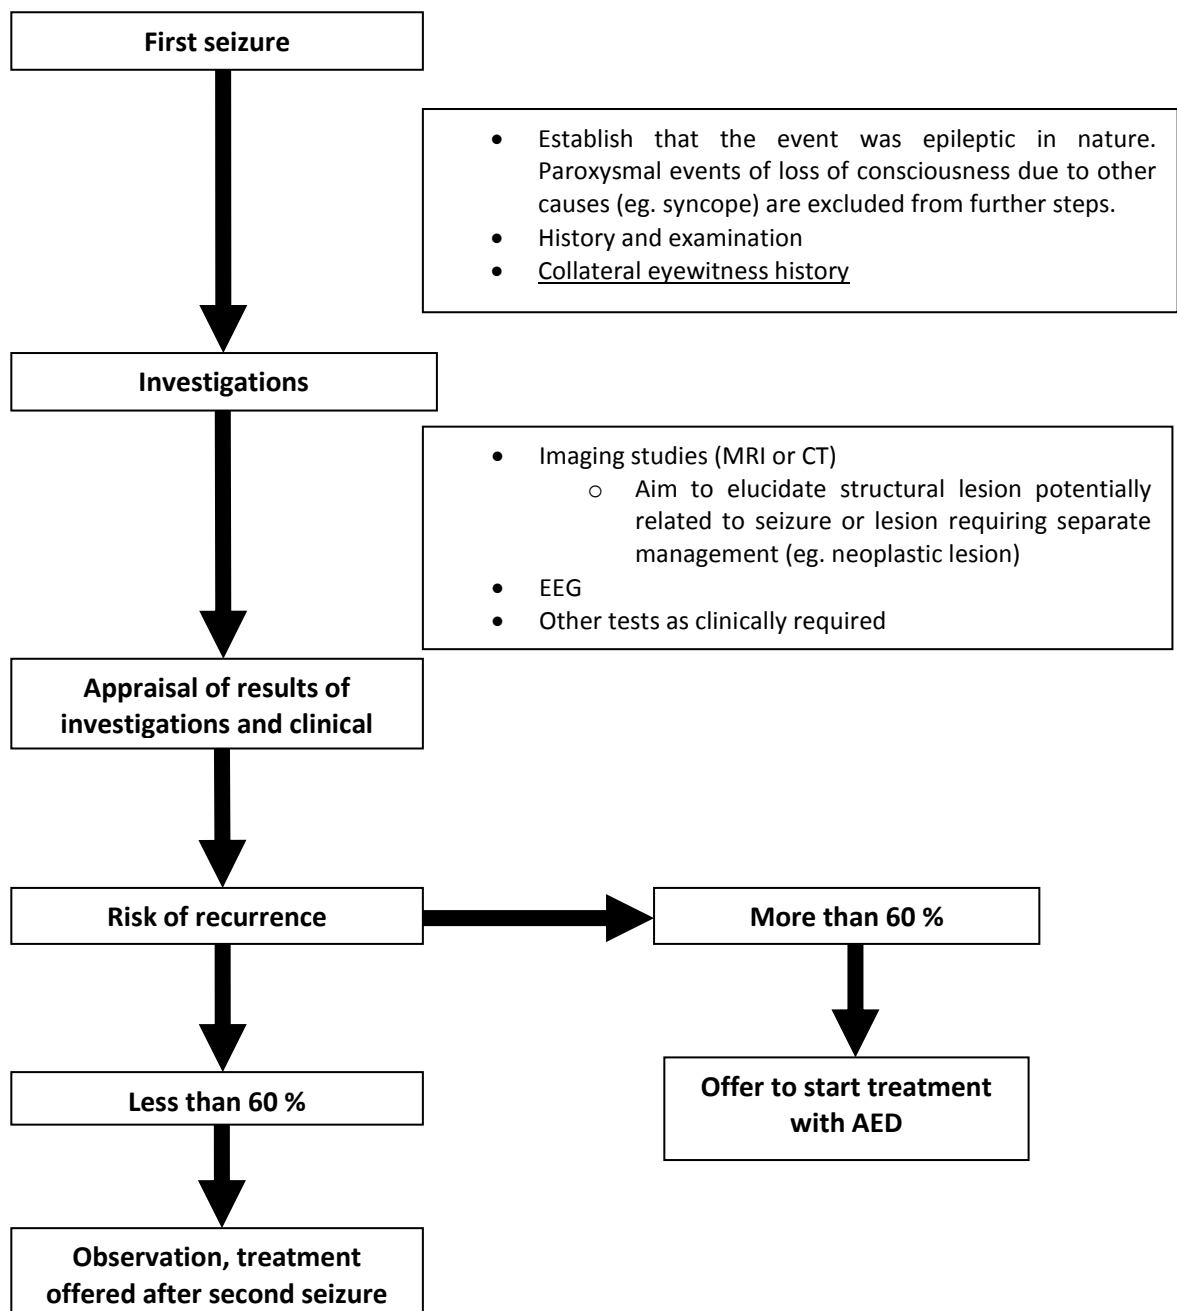 First seizure
• Establish that the event was epileptic in nature.
Paroxysmal events of loss of consciousness due to other
causes (eg. syncope) are excluded from further steps.
• History and examination
• Collateral eyewitness history
Investigations
• Imaging studies (MRI or CT)
o Aim to elucidate structural lesion potentially
related to seizure or lesion requiring separate
management (eg. neoplastic lesion)
• EEG
• Other tests as clinically required
Appraisal of results of
investigations and clinical
Risk of recurrence
More than 60 %
Less than 60 %
Offer to start treatment
with AED
Observation, treatment
offered after second seizure